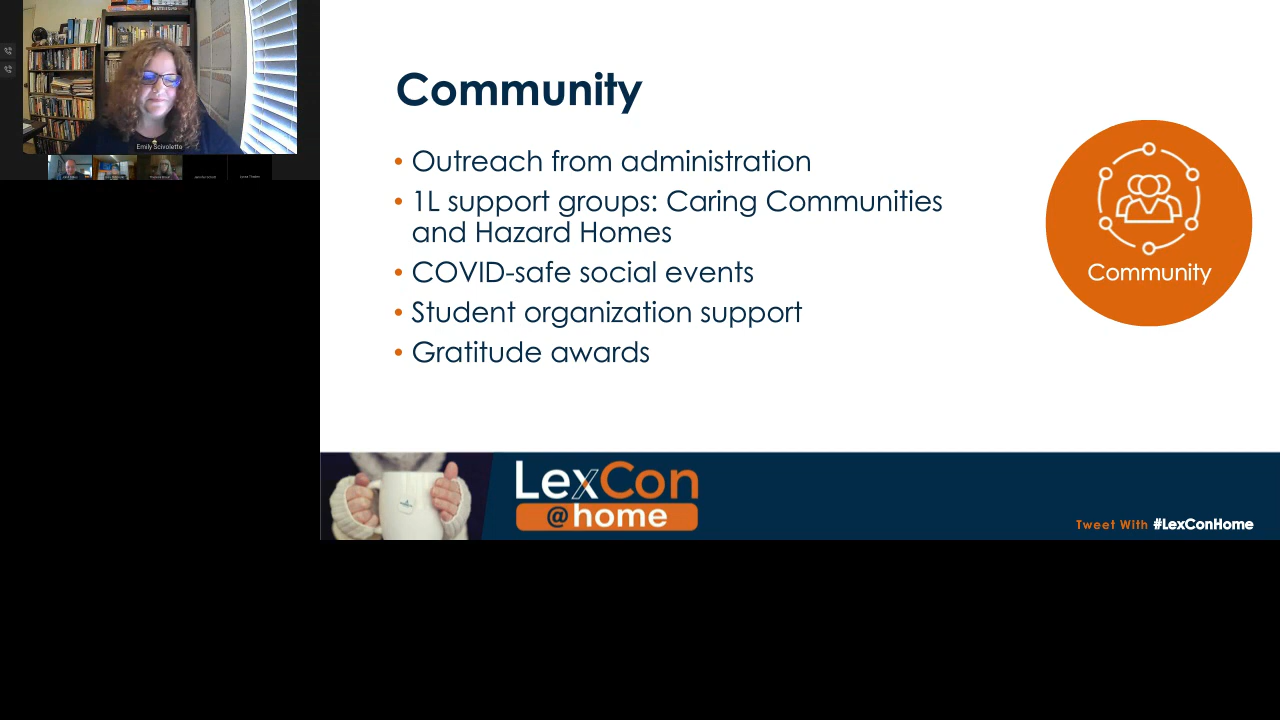 Emily Scivoletto
Community
• Outreach from administration
• 1L support groups: Caring Communities
and Hazard Homes
• COVID-safe social events
• Student organization support
• Gratitude awards
Community
LexCon
@home
Tweet With #LexConHome